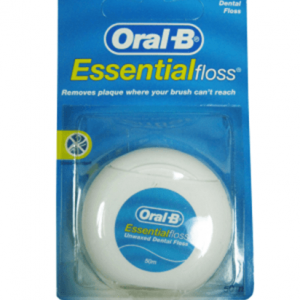 Dental
Floss
Oral-B
Essentialfloss®
Removes plaque where your brush can't reach
Oral-B
Essentialfloss®
Unwaxed Dental Floss
50m